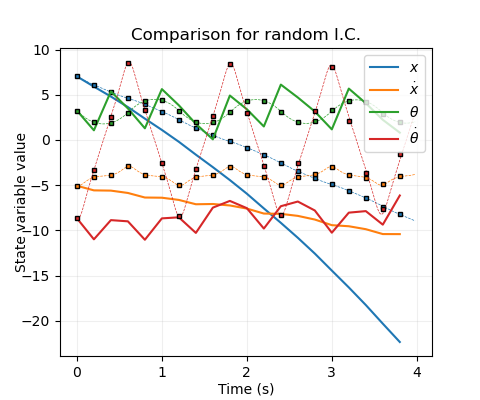 Comparison for random I.C.
10
5
0
−5
−10
−15
−20
State variable value
x
ẋ
θ
θ̇
0
1
2
3
4
Time (s)